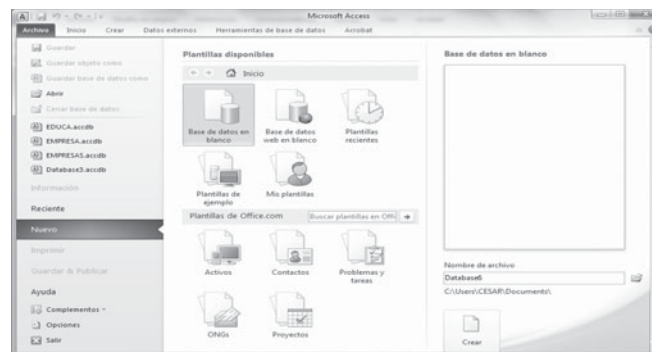 Microsoft Access
Archivo Inicio Crear Datos externos Herramientas de base de datos Acrobat
Guardar
Guardar objeto como
Guardar base de datos como
Abrir
Cerrar base de datos
EDUCA.accdb
EMPRESA.accdb
EMPRESAS.accdb
Database3.accdb
Información
Reciente
Nuevo
Imprimir
Guardar & Publicar
Ayuda
Complementos
Opciones
Salir
Plantillas disponibles
Inicio
Base de datos en
blanco
Base de datos
web en blanco
Plantillas
recientes
Plantillas de
ejemplo
Mis plantillas
Plantillas de Office.com
Buscar plantillas en Offi
Activos
Contactos
Problemas y
tareas
ONGs
Proyectos
Base de datos en blanco
Nombre de archivo
Database6
C:\Users\CESAR\Documents\
Crear